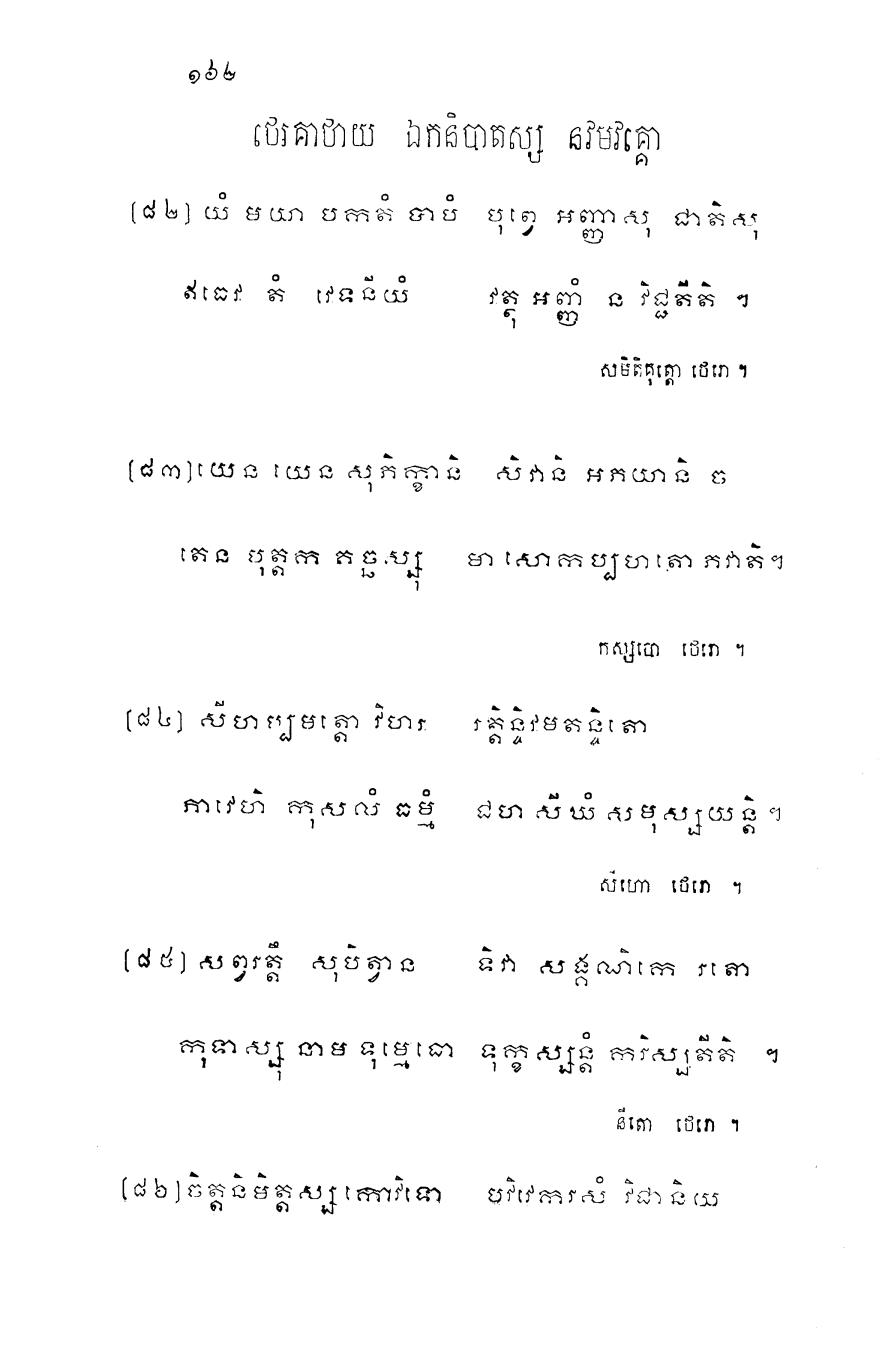 ១៦២
ថេរគាថាយ ឯកនិបាតស្ស នវមវគ្គោ
[៨២] យំ មយា បកតំ បាបំ បុព្វេ អញ្ញាសុ ជាតិសុ
ឥធេវ តំ វេទនីយំ វត្ថុ អញ្ញំ ន វិជ្ជតីតិ ។
សមិតិគុត្តោ ថេរោ ។
[៨៣] យេន យេន សុភិក្ខានិ សិវានិ អភយានិ ច
តេន បុត្តក គច្ឆស្សុ មា សោកប្បហតោ ភវាតិ។
កស្សបោ ថេរោ ។
[៨៤] សីហប្បមត្តោ វិហរ រត្តិន្ទិវមតន្ទិតោ
ភាវេហិ កុសលំ ធម្មំ ជហ សីឃំ សមុស្សយន្តិ ។
សីហោ ថេរោ ។
[៨៥] សព្វរត្តឹ សុបិត្វាន ទិវា សង្គណិកេ រតោ
កុទាស្សុ នាម ទុម្មេធោ ទុក្ខស្សន្តំ ករិស្សតីតិ ។
នីតោ ថេរោ ។
[៨៦] ចិត្តនិមិត្តស្ស កោវិទោ បវិវេករសំ វិជានិយ